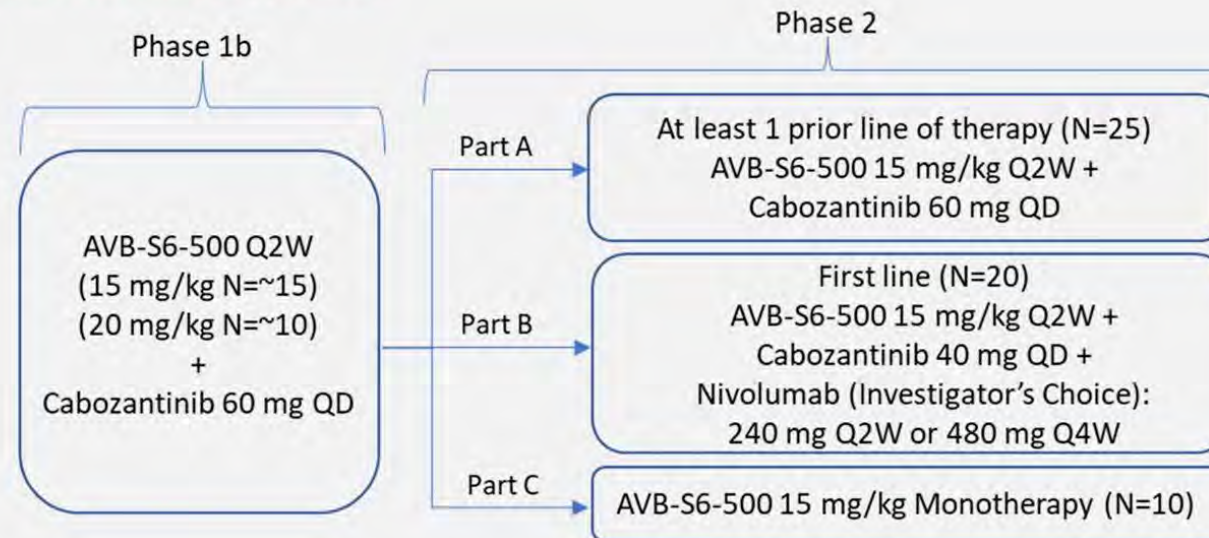 Phase 1b
AVB-S6-500 Q2W
(15 mg/kg N=~15)
(20 mg/kg N=~10)
+
Cabozantinib 60 mg QD
Phase 2
Part A
At least 1 prior line of therapy (N=25)
AVB-S6-500 15 mg/kg Q2W +
Cabozantinib 60 mg QD
Part B
First line (N=20)
AVB-S6-500 15 mg/kg Q2W +
Cabozantinib 40 mg QD +
Nivolumab (Investigator’s Choice):
240 mg Q2W or 480 mg Q4W
Part C
AVB-S6-500 15 mg/kg Monotherapy (N=10)